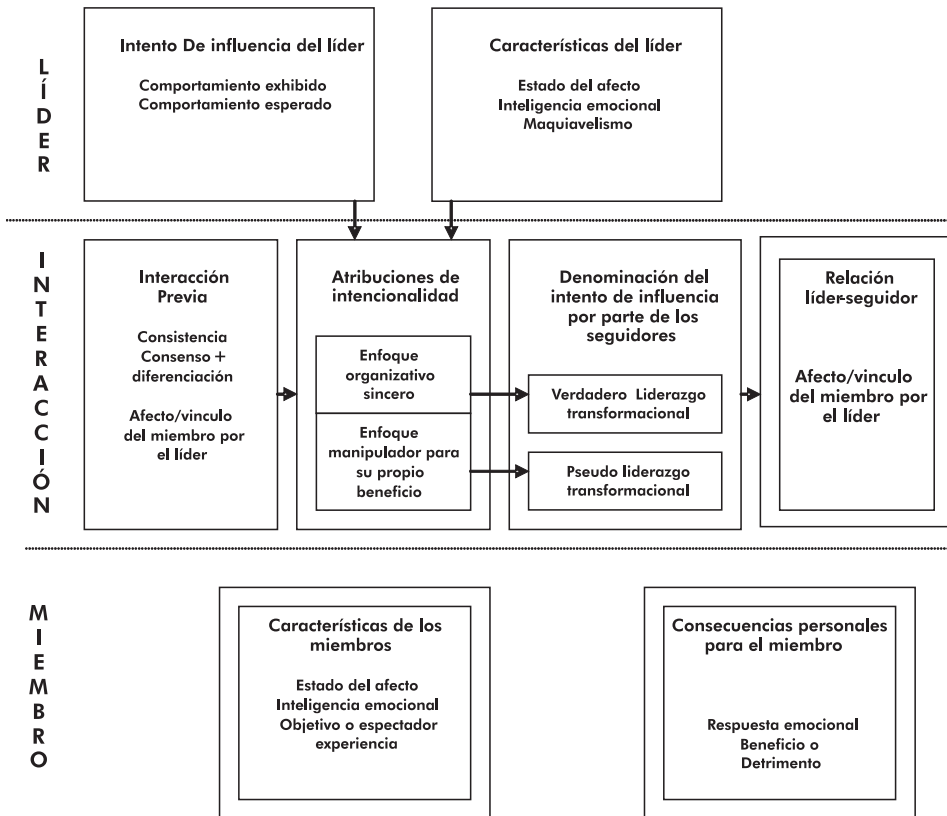 LÍDER
Intento De influencia del líder
Comportamiento exhibido
Comportamiento esperado
Características del líder
Estado del afecto
Inteligencia emocional
Maquiavelismo
INTERACCIÓN
Interacción
Previa
Consistencia
Consenso +
diferenciación
Afecto/vinculo
del miembro por
el líder
Atribuciones de
intencionalidad
Enfoque
organizativo
sincero
Enfoque
manipulador para
su propio
beneficio
Denominación del
intento de influencia
por parte de los
seguidores
Verdadero Liderazgo
transformacional
Pseudo liderazgo
transformacional
Relación
líder-seguidor
Afecto/vinculo
del miembro por
el líder
MIEMBRO
Características de los
miembros
Estado del afecto
Inteligencia emocional
Objetivo o espectador
experiencia
Consecuencias personales
para el miembro
Respuesta emocional
Beneficio o
Detrimento